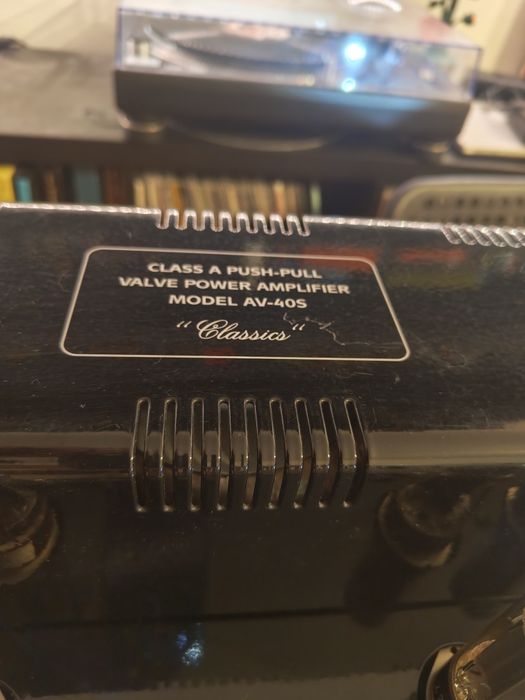 CLASS A PUSH-PULL
VALVE POWER AMPLIFIER
MODEL AV-40S
“Classics“